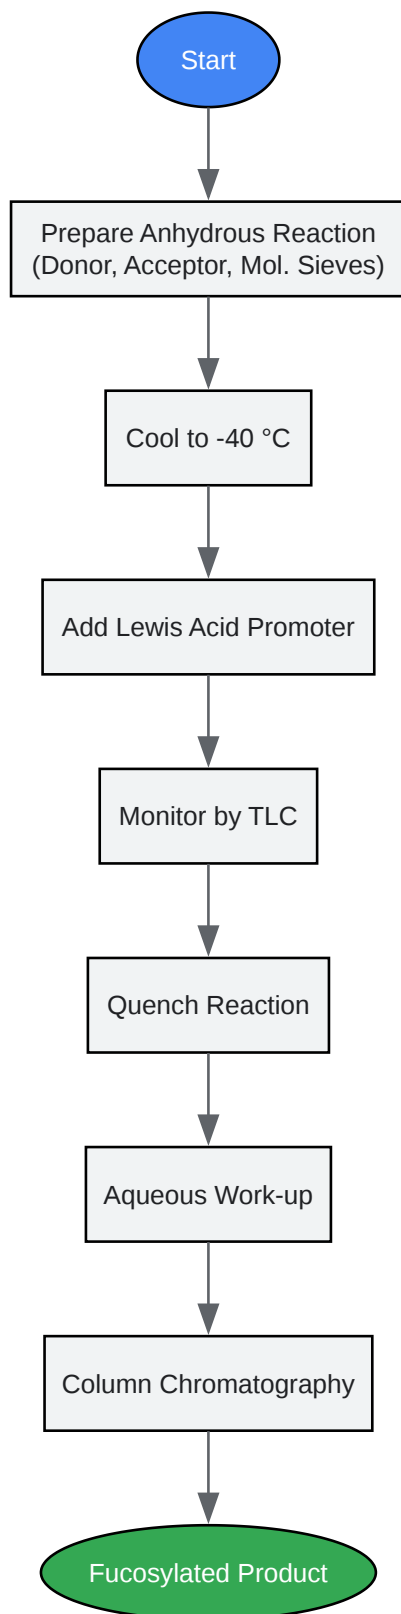 Start
Prepare Anhydrous Reaction
(Donor, Acceptor, Mol. Sieves)
Cool to -40 °C
Add Lewis Acid Promoter
Monitor by TLC
Quench Reaction
Aqueous Work-up
Column Chromatography
Fucosylated Product